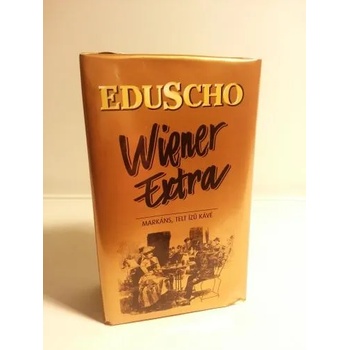 EDUSCHO
Wiener
Extra
MARKÁNS, TELT ÍZŰ KÁVÉ